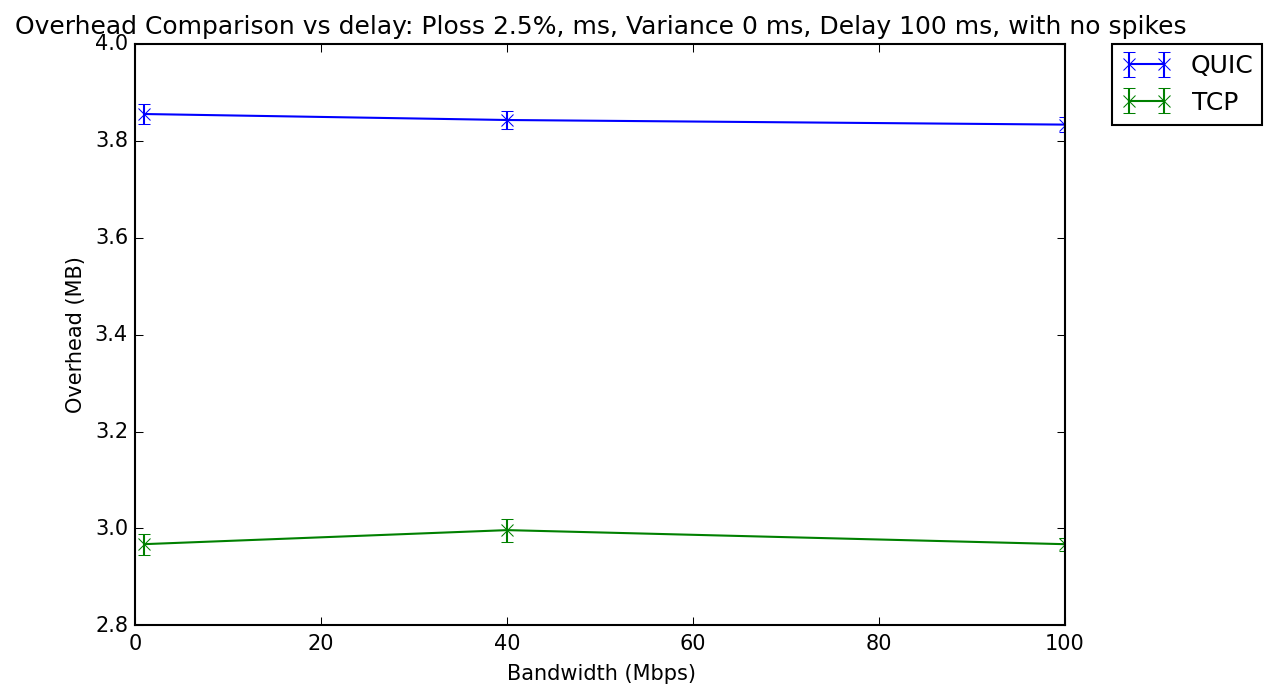 Overhead Comparison vs delay: Ploss 2.5%, ms, Variance 0 ms, Delay 100 ms, with no spikes
QUIC
TCP
4.0
3.8
3.6
3.4
3.2
3.0
2.8
Overhead (MB)
0 20 40 60 80 100
Bandwidth (Mbps)